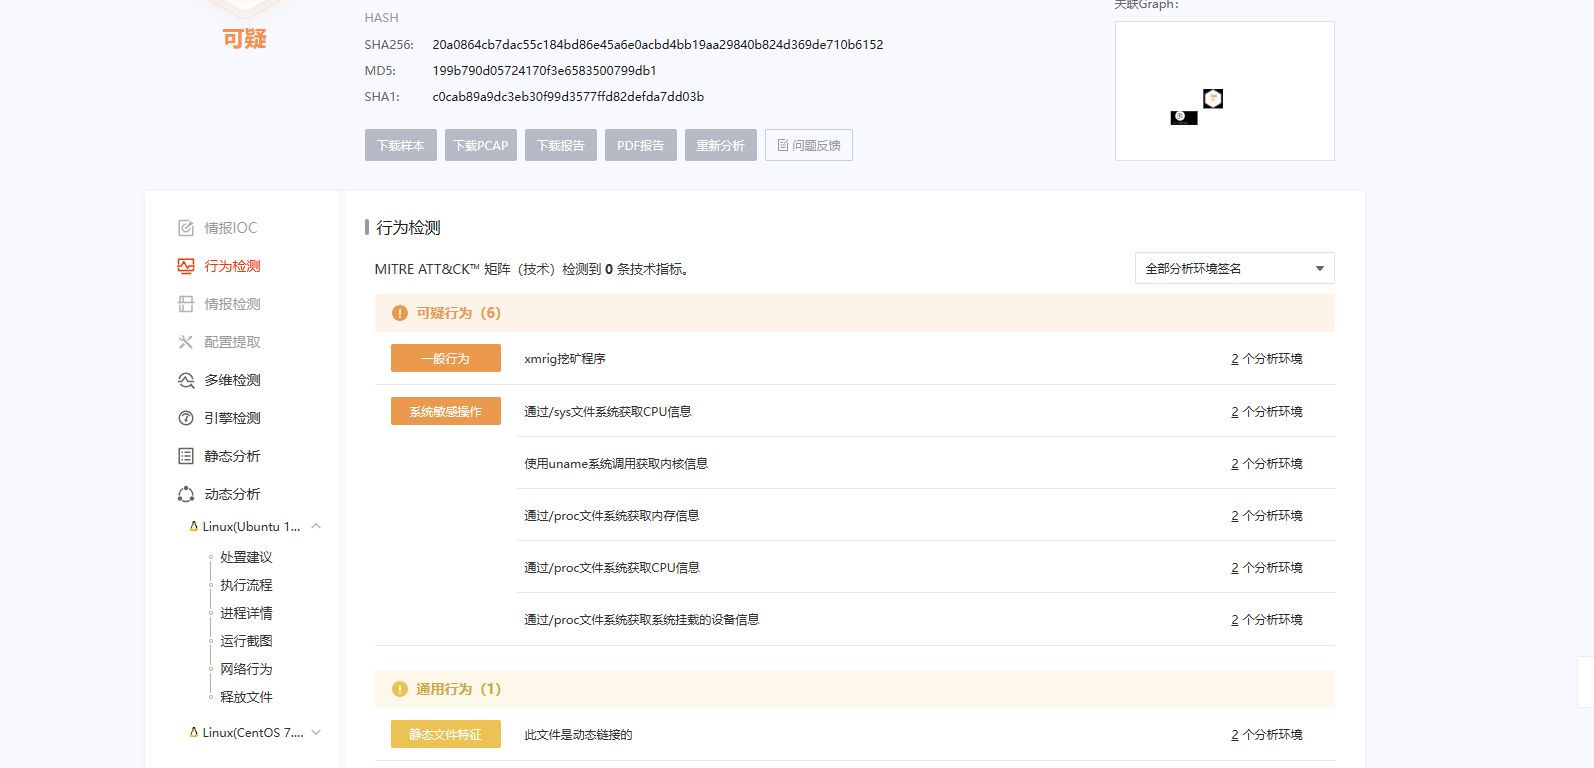 可疑
HASH
SHA256: 20a0864cb7dac55c184bd86e45a6e0acbd4bb19aa29840b824d369de710b6152
MD5: 199b790d05724170f3e6583500799db1
SHA1: c0cab89a9dc3eb30f99d3577ffd82defda7dd03b
下载样本 下载PCAP 下载报告 PDF报告 重新分析 问题反馈
关联Graph:
情报IOC
行为检测
情报检测
配置提取
多维检测
引擎检测
静态分析
动态分析
Linux(Ubuntu 1...
处置建议
执行流程
进程详情
运行截图
网络行为
释放文件
Linux(CentOS 7....
行为检测
MITRE ATT&CK™ 矩阵（技术）检测到 0 条技术指标。
全部分析环境签名
可疑行为（6）
一般行为 xmrig挖矿程序 2 个分析环境
系统敏感操作 通过/sys文件系统获取CPU信息 2 个分析环境
使用uname系统调用获取内核信息 2 个分析环境
通过/proc文件系统获取内存信息 2 个分析环境
通过/proc文件系统获取CPU信息 2 个分析环境
通过/proc文件系统获取系统挂载的设备信息 2 个分析环境
通用行为（1）
静态文件特征 此文件是动态链接的 2 个分析环境